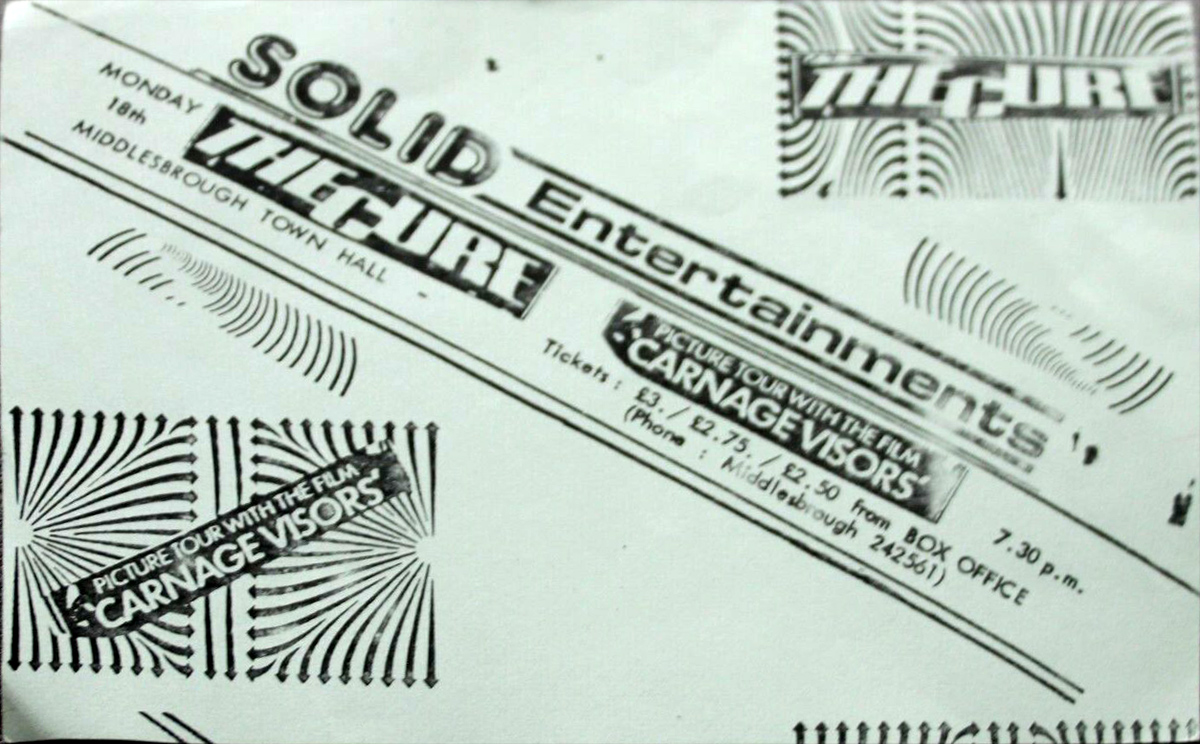 SOLID Entertainments
MONDAY
18th
THE CURE
MIDDLESBROUGH TOWN HALL
PICTURE TOUR WITH THE FILM
'CARNAGE VISORS'
7.30 p.m.
Tickets : £3. / £2.75. / £2.50 from BOX OFFICE
(Phone : Middlesbrough 242561)
THE CURE
PICTURE TOUR WITH THE FILM
'CARNAGE VISORS'